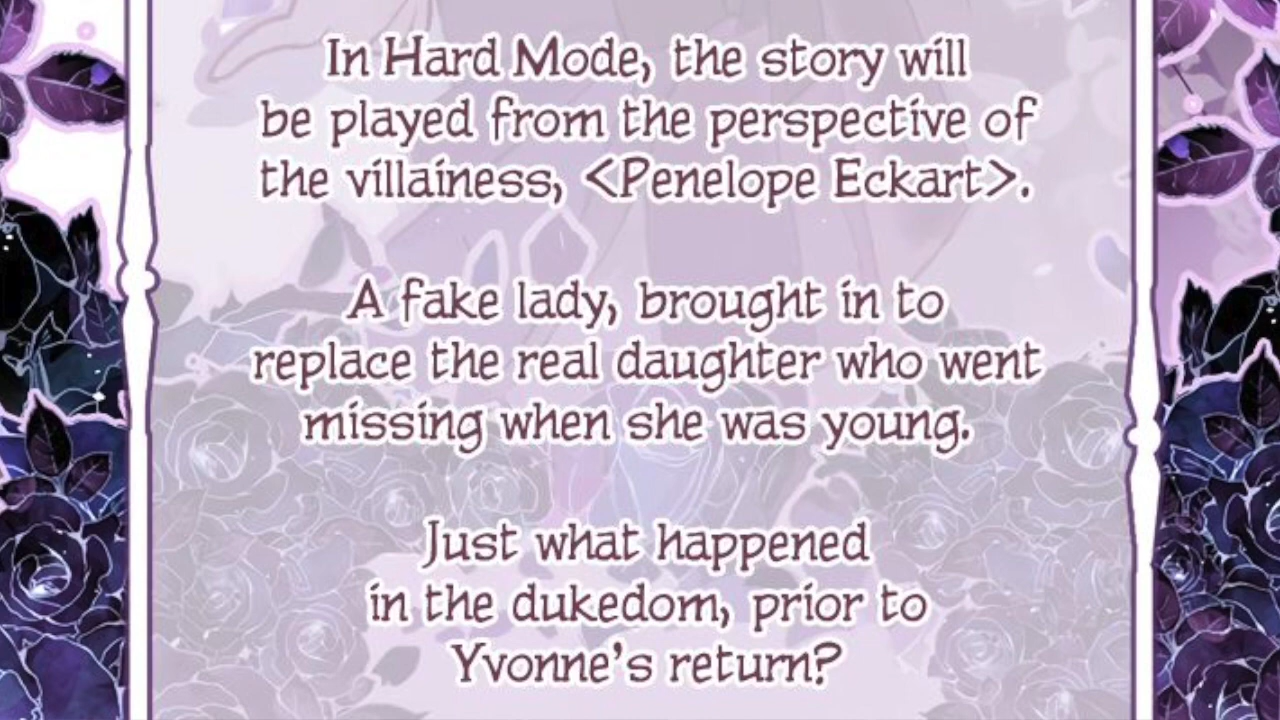 In Hard Mode, the story will
be played from the perspective of
the villainess, <Penelope Eckart>.
A fake lady, brought in to
replace the real daughter who went
missing when she was young.
Just what happened
in the dukedom, prior to
Yvonne's return?